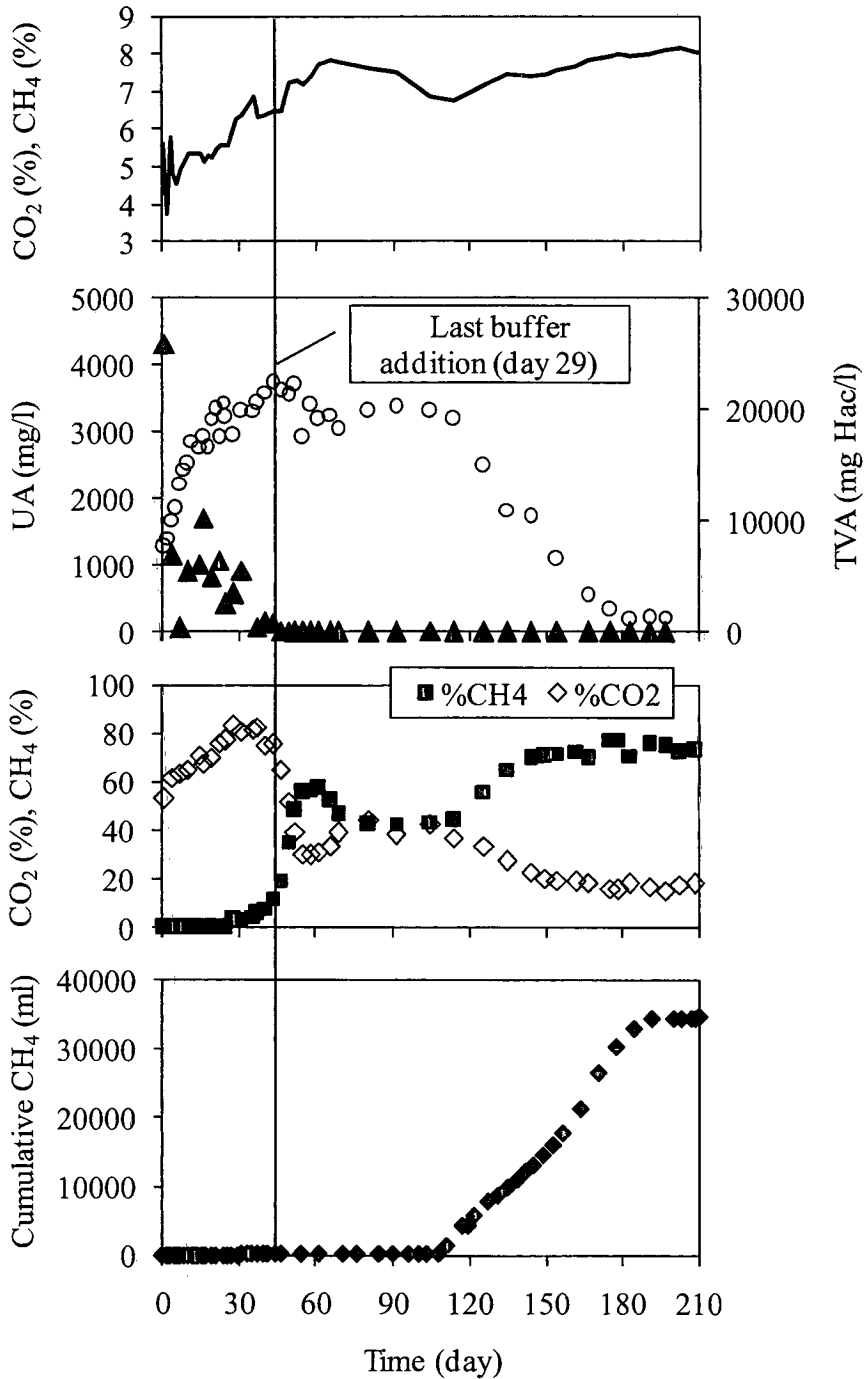 CO2 (%), CH4 (%)
9
8
7
6
5
4
3
UA (mg/l)
5000
4000
3000
2000
1000
0
Last buffer
addition (day 29)
30000
20000
10000
0
TVA (mg Hac/l)
CO2 (%), CH4 (%)
100
80
60
40
20
0
%CH4 %CO2
Cumulative CH4 (ml)
40000
30000
20000
10000
0
0 30 60 90 120 150 180 210
Time (day)